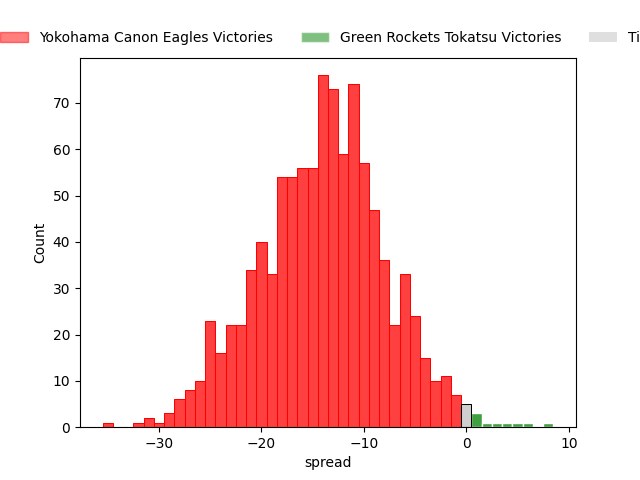 Yokohama Canon Eagles Victories Green Rockets Tokatsu Victories
70
60
50
40
30
20
10
0
Count
−30 −20 −10 0 10
spread